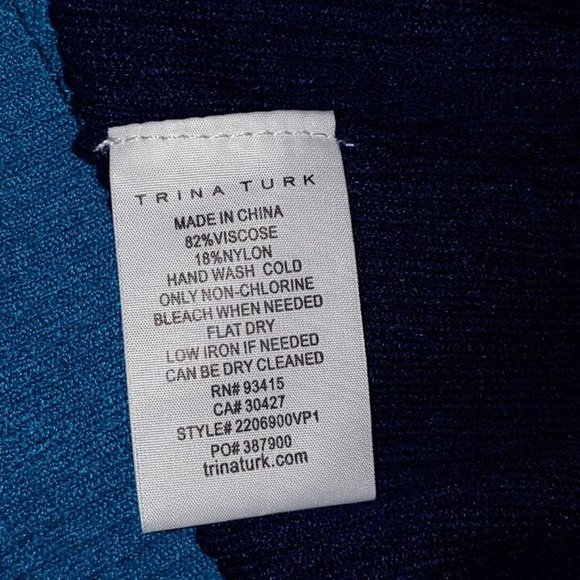 TRINA TURK
MADE IN CHINA
82%VISCOSE
18%NYLON
HAND WASH COLD
ONLY NON-CHLORINE
BLEACH WHEN NEEDED
FLAT DRY
LOW IRON IF NEEDED
CAN BE DRY CLEANED
RN# 93415
CA# 30427
STYLE# 2206900VP1
PO# 387900
trinaturk.com